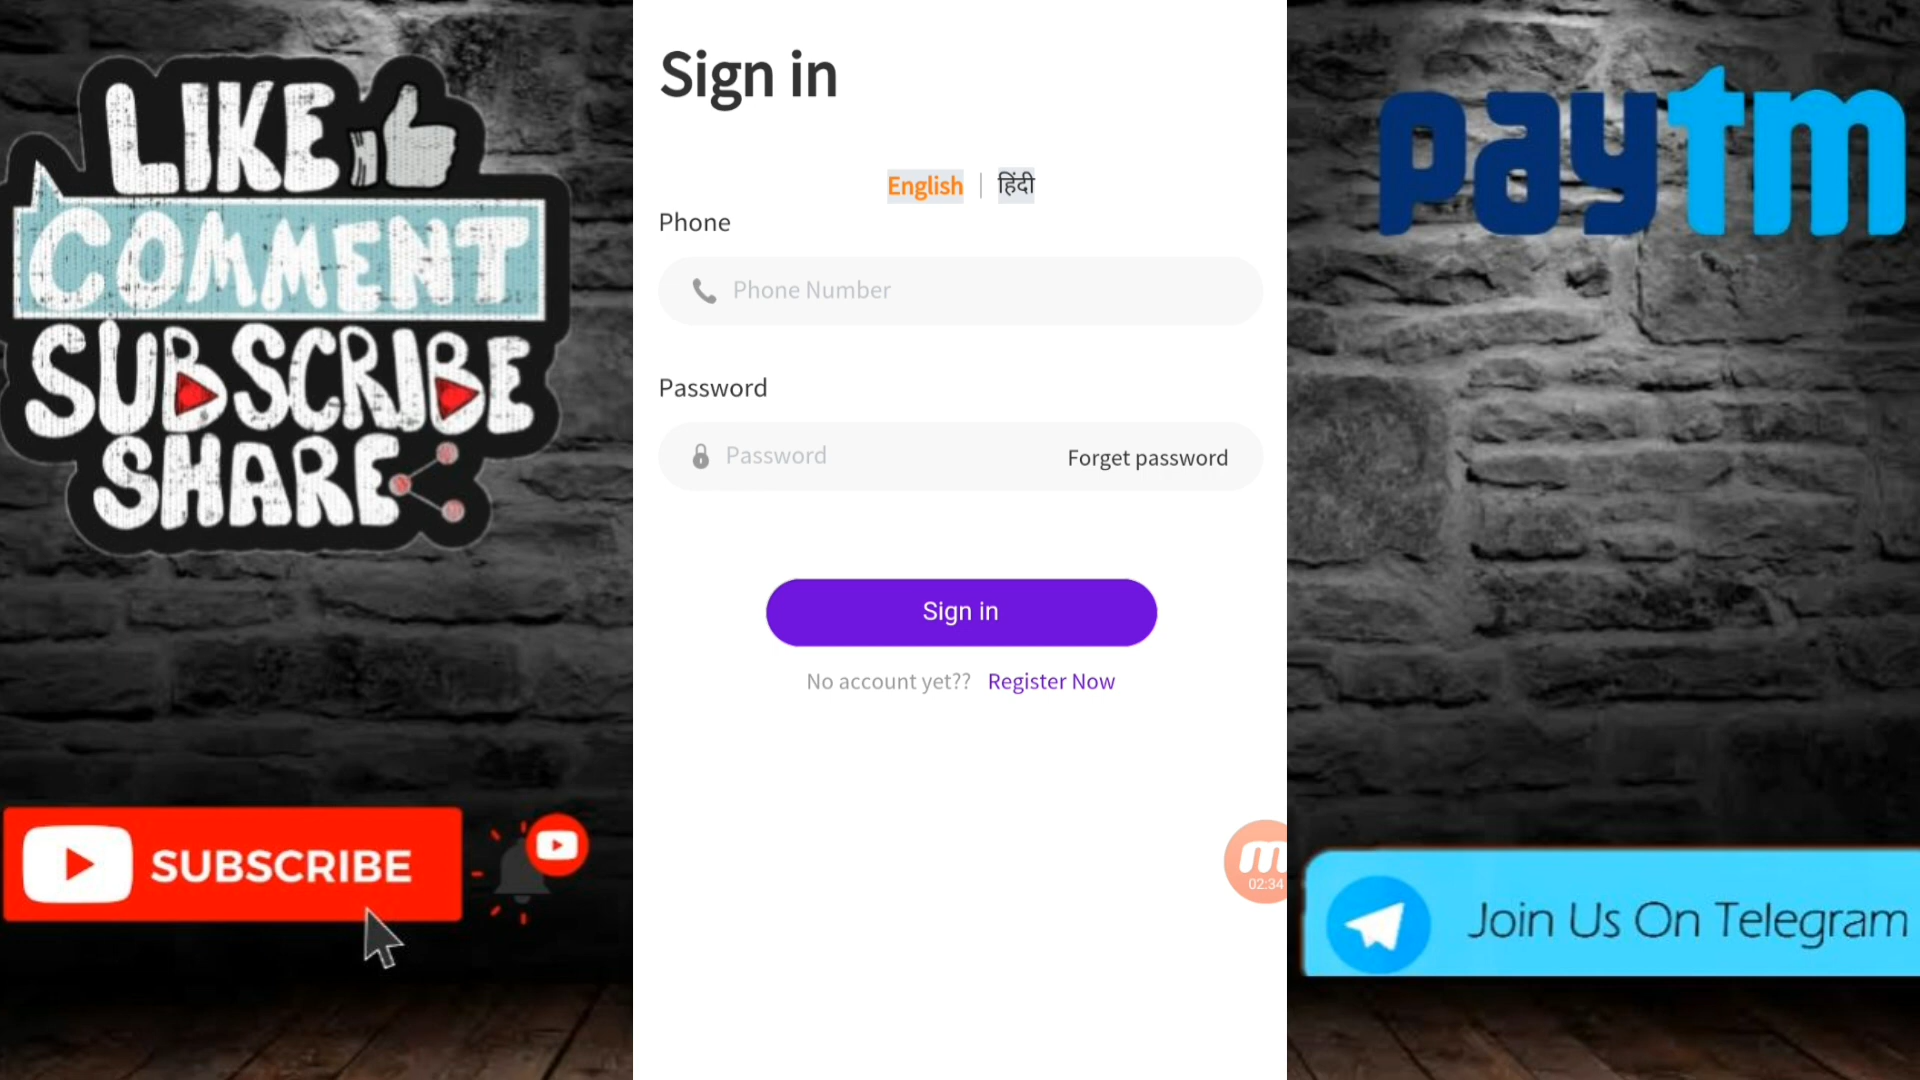 LIKE
COMMENT
SUBSCRIBE
SHARE
SUBSCRIBE
Sign in
English | हिंदी
Phone
Phone Number
Password
Password
Forget password
Sign in
No account yet?? Register Now
m
02:34
paytm
Join Us On Telegram